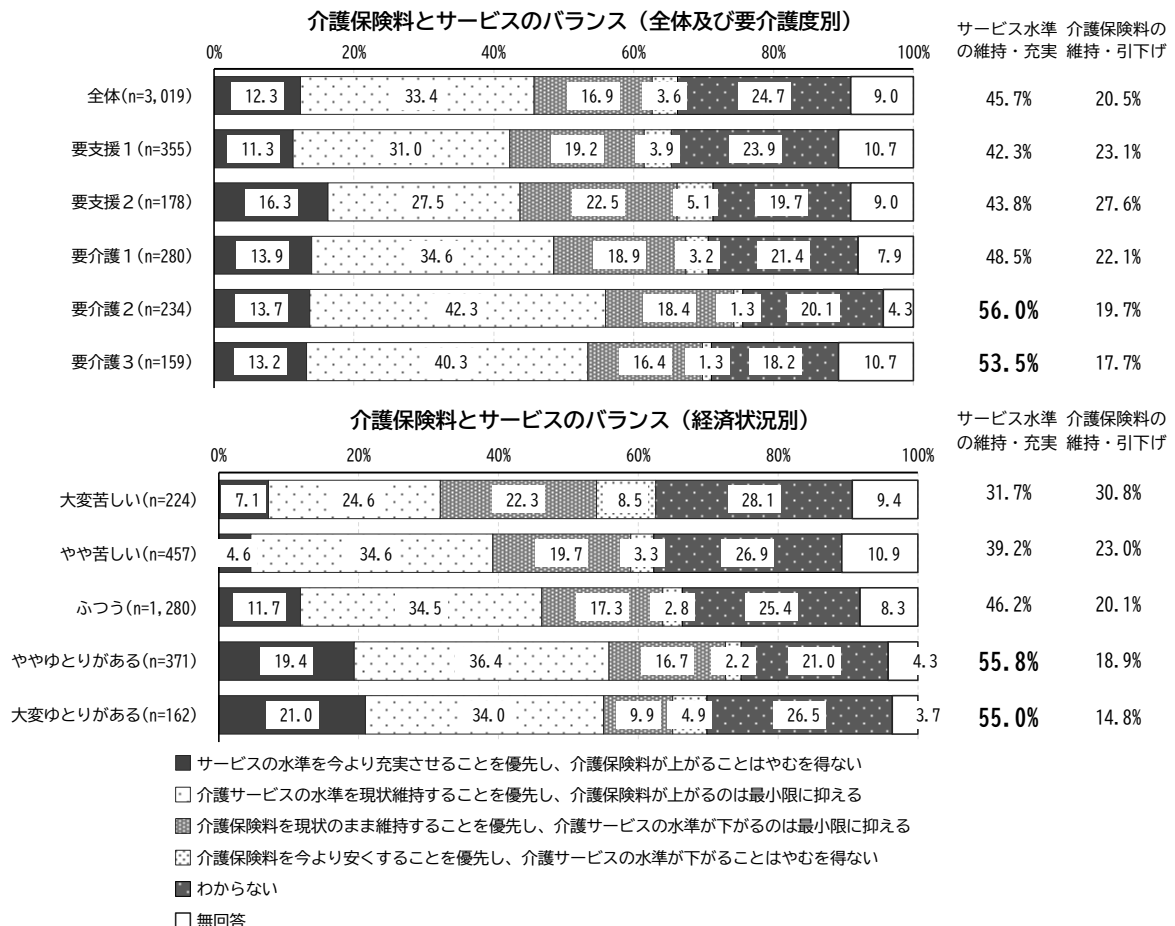 介護保険料とサービスのバランス（全体及び要介護度別）
サービス水準 介護保険料の
の維持・充実 維持・引下げ
0% 20% 40% 60% 80% 100%
全体(n=3,019) 12.3 33.4 16.9 3.6 24.7 9.0 45.7% 20.5%
要支援1(n=355) 11.3 31.0 19.2 3.9 23.9 10.7 42.3% 23.1%
要支援2(n=178) 16.3 27.5 22.5 5.1 19.7 9.0 43.8% 27.6%
要介護1(n=280) 13.9 34.6 18.9 3.2 21.4 7.9 48.5% 22.1%
要介護2(n=234) 13.7 42.3 18.4 1.3 20.1 4.3 56.0% 19.7%
要介護3(n=159) 13.2 40.3 16.4 1.3 18.2 10.7 53.5% 17.7%
介護保険料とサービスのバランス（経済状況別）
サービス水準 介護保険料の
の維持・充実 維持・引下げ
0% 20% 40% 60% 80% 100%
大変苦しい(n=224) 7.1 24.6 22.3 8.5 28.1 9.4 31.7% 30.8%
やや苦しい(n=457) 4.6 34.6 19.7 3.3 26.9 10.9 39.2% 23.0%
ふつう(n=1,280) 11.7 34.5 17.3 2.8 25.4 8.3 46.2% 20.1%
ややゆとりがある(n=371) 19.4 36.4 16.7 2.2 21.0 4.3 55.8% 18.9%
大変ゆとりがある(n=162) 21.0 34.0 9.9 4.9 26.5 3.7 55.0% 14.8%
サービスの水準を今より充実させることを優先し、介護保険料が上がることはやむを得ない
介護サービスの水準を現状維持することを優先し、介護保険料が上がるのは最小限に抑える
介護保険料を現状のまま維持することを優先し、介護サービスの水準が下がるのは最小限に抑える
介護保険料を今より安くすることを優先し、介護サービスの水準が下がることはやむを得ない
わからない
無回答